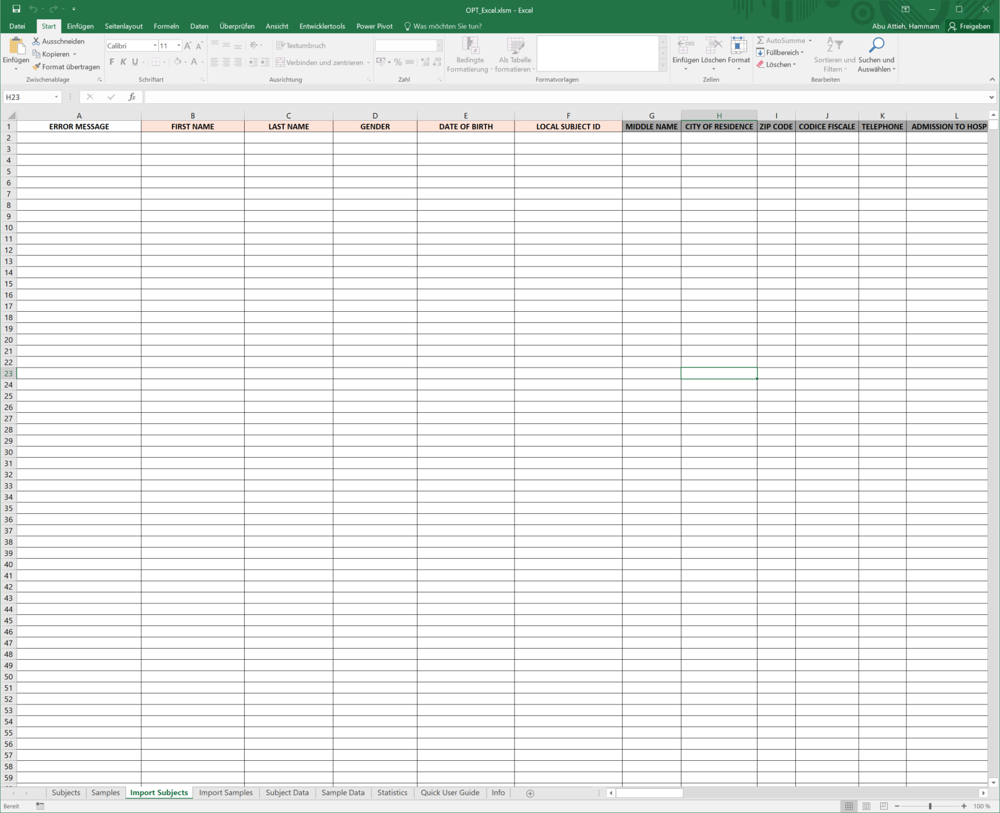 OPT_Excel.xlsm - Excel
Datei Start Einfügen Seitenlayout Formeln Daten Überprüfen Ansicht Entwicklertools Power Pivot Was möchten Sie tun? Abu Attieh, Hammam Freigeben
Einfügen
Ausschneiden
Kopieren
Format übertragen
Zwischenablage
Calibri 11
F K U
Schriftart
Textumbruch
Verbinden und zentrieren
Ausrichtung
% 000
Zahl
Bedingte Formatierung
Als Tabelle formatieren
Formatvorlagen
Einfügen Löschen Format
Zellen
AutoSumme
Füllbereich
Löschen
Sortieren und Filtern
Suchen und Auswählen
Bearbeiten
H23 fx
A B C D E F G H I J K L
1 ERROR MESSAGE FIRST NAME LAST NAME GENDER DATE OF BIRTH LOCAL SUBJECT ID MIDDLE NAME CITY OF RESIDENCE ZIP CODE CODICE FISCALE TELEPHONE ADMISSION TO HOSP
2
3
4
5
6
7
8
9
10
11
12
13
14
15
16
17
18
19
20
21
22
23
24
25
26
27
28
29
30
31
32
33
34
35
36
37
38
39
40
41
42
43
44
45
46
47
48
49
50
51
52
53
54
55
56
57
58
59
Subjects Samples Import Subjects Import Samples Subject Data Sample Data Statistics Quick User Guide Info
Bereit 100 %